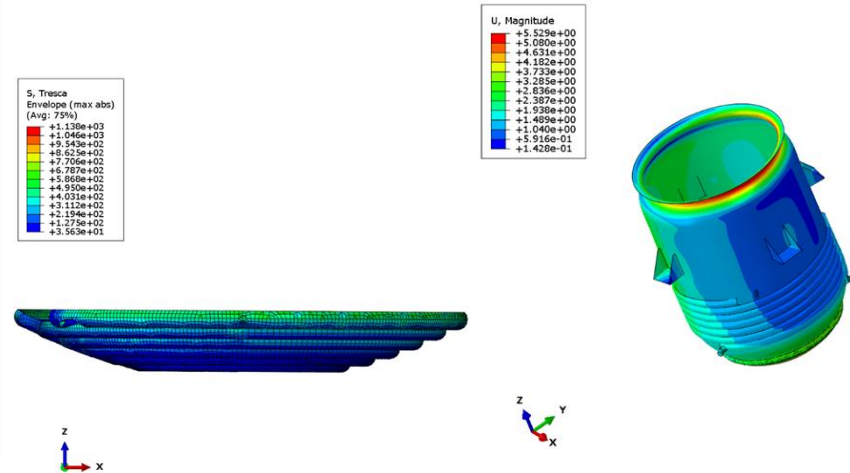 S, Tresca
Envelope (max abs)
(Avg: 75%)
+1.138e+03
+1.046e+03
+9.543e+02
+8.625e+02
+7.706e+02
+6.787e+02
+5.868e+02
+4.950e+02
+4.031e+02
+3.112e+02
+2.194e+02
+1.275e+02
+3.563e+01
Z
X
U, Magnitude
+5.529e+00
+5.080e+00
+4.631e+00
+4.182e+00
+3.733e+00
+3.285e+00
+2.836e+00
+2.387e+00
+1.938e+00
+1.489e+00
+1.040e+00
+5.916e-01
+1.428e-01
Z
Y
X